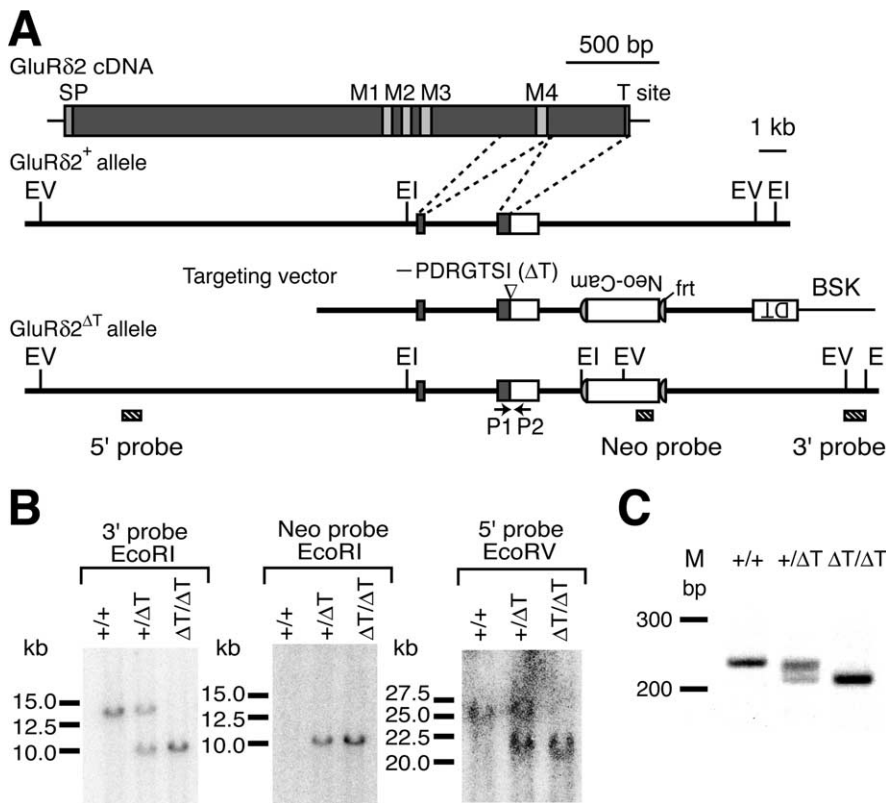 A
GluRδ2 cDNA
500 bp
SP M1 M2 M3 M4 T site
1 kb
GluRδ2+ allele
EV EI EV EI
Targeting vector
–PDRGTSI (ΔT)
Neo-Cam
frt
DT
BSK
GluRδ2ΔT allele
EV EI EI EV EV E
P1 P2
5' probe Neo probe 3' probe
B
3' probe
EcoRI
+/+ +/ΔT ΔT/ΔT
kb
15.0
12.5
10.0
Neo probe
EcoRI
+/+ +/ΔT ΔT/ΔT
kb
15.0
12.5
10.0
5' probe
EcoRV
+/+ +/ΔT ΔT/ΔT
kb
27.5
25.0
22.5
20.0
C
M +/+ +/ΔT ΔT/ΔT
bp
300
200